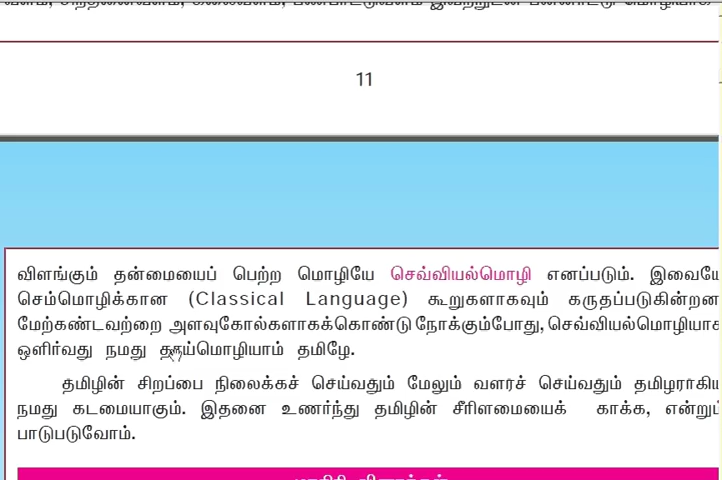 11
விளங்கும் தன்மையைப் பெற்ற மொழியே செவ்வியல்மொழி எனப்படும். இவையே
செம்மொழிக்கான (Classical Language) கூறுகளாகவும் கருதப்படுகின்றன
மேற்கண்டவற்றை அளவுகோல்களாகக்கொண்டு நோக்கும்போது, செவ்வியல்மொழியாக
ஒளிர்வது நமது தாய்மொழியாம் தமிழே.
தமிழின் சிறப்பை நிலைக்கச் செய்வதும் மேலும் வளரச் செய்வதும் தமிழராகிய
நமது கடமையாகும். இதனை உணர்ந்து தமிழின் சீரிளமையைக் காக்க, என்றும்
பாடுபடுவோம்.